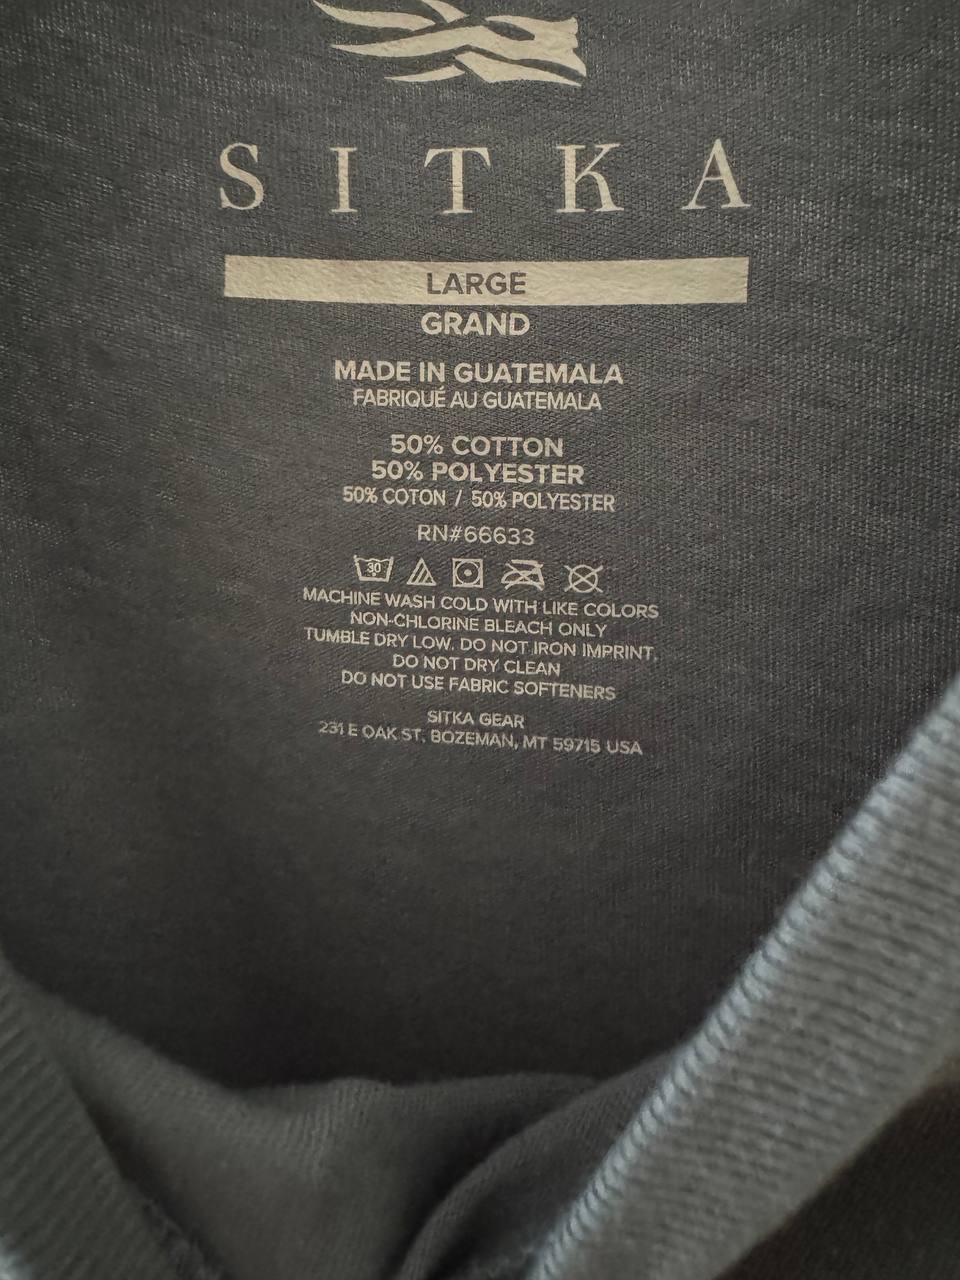 SITKA
LARGE
GRAND
MADE IN GUATEMALA
FABRIQUÉ AU GUATEMALA
50% COTTON
50% POLYESTER
50% COTON / 50% POLYESTER
RN#66633
30
MACHINE WASH COLD WITH LIKE COLORS
NON-CHLORINE BLEACH ONLY
TUMBLE DRY LOW. DO NOT IRON IMPRINT.
DO NOT DRY CLEAN
DO NOT USE FABRIC SOFTENERS
SITKA GEAR
231 E OAK ST, BOZEMAN, MT 59715 USA